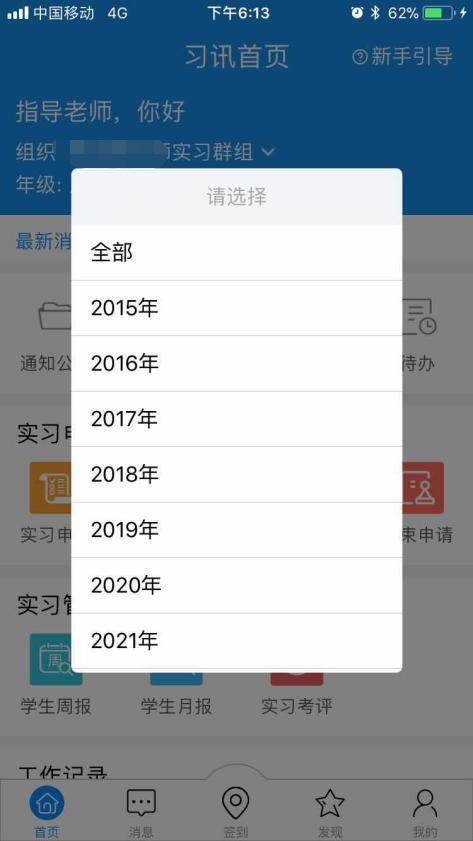 中国移动 4G 下午6:13 62%
习讯首页 新手引导
指导老师，你好
组织 实习群组
年级:
请选择
最新消
全部
2015年
2016年
2017年
2018年
2019年
2020年
2021年
通知公 待办
实习申
实习申 束申请
实习管
周
学生周报 学生月报 实习考评
工作记录
首页 消息 签到 发现 我的